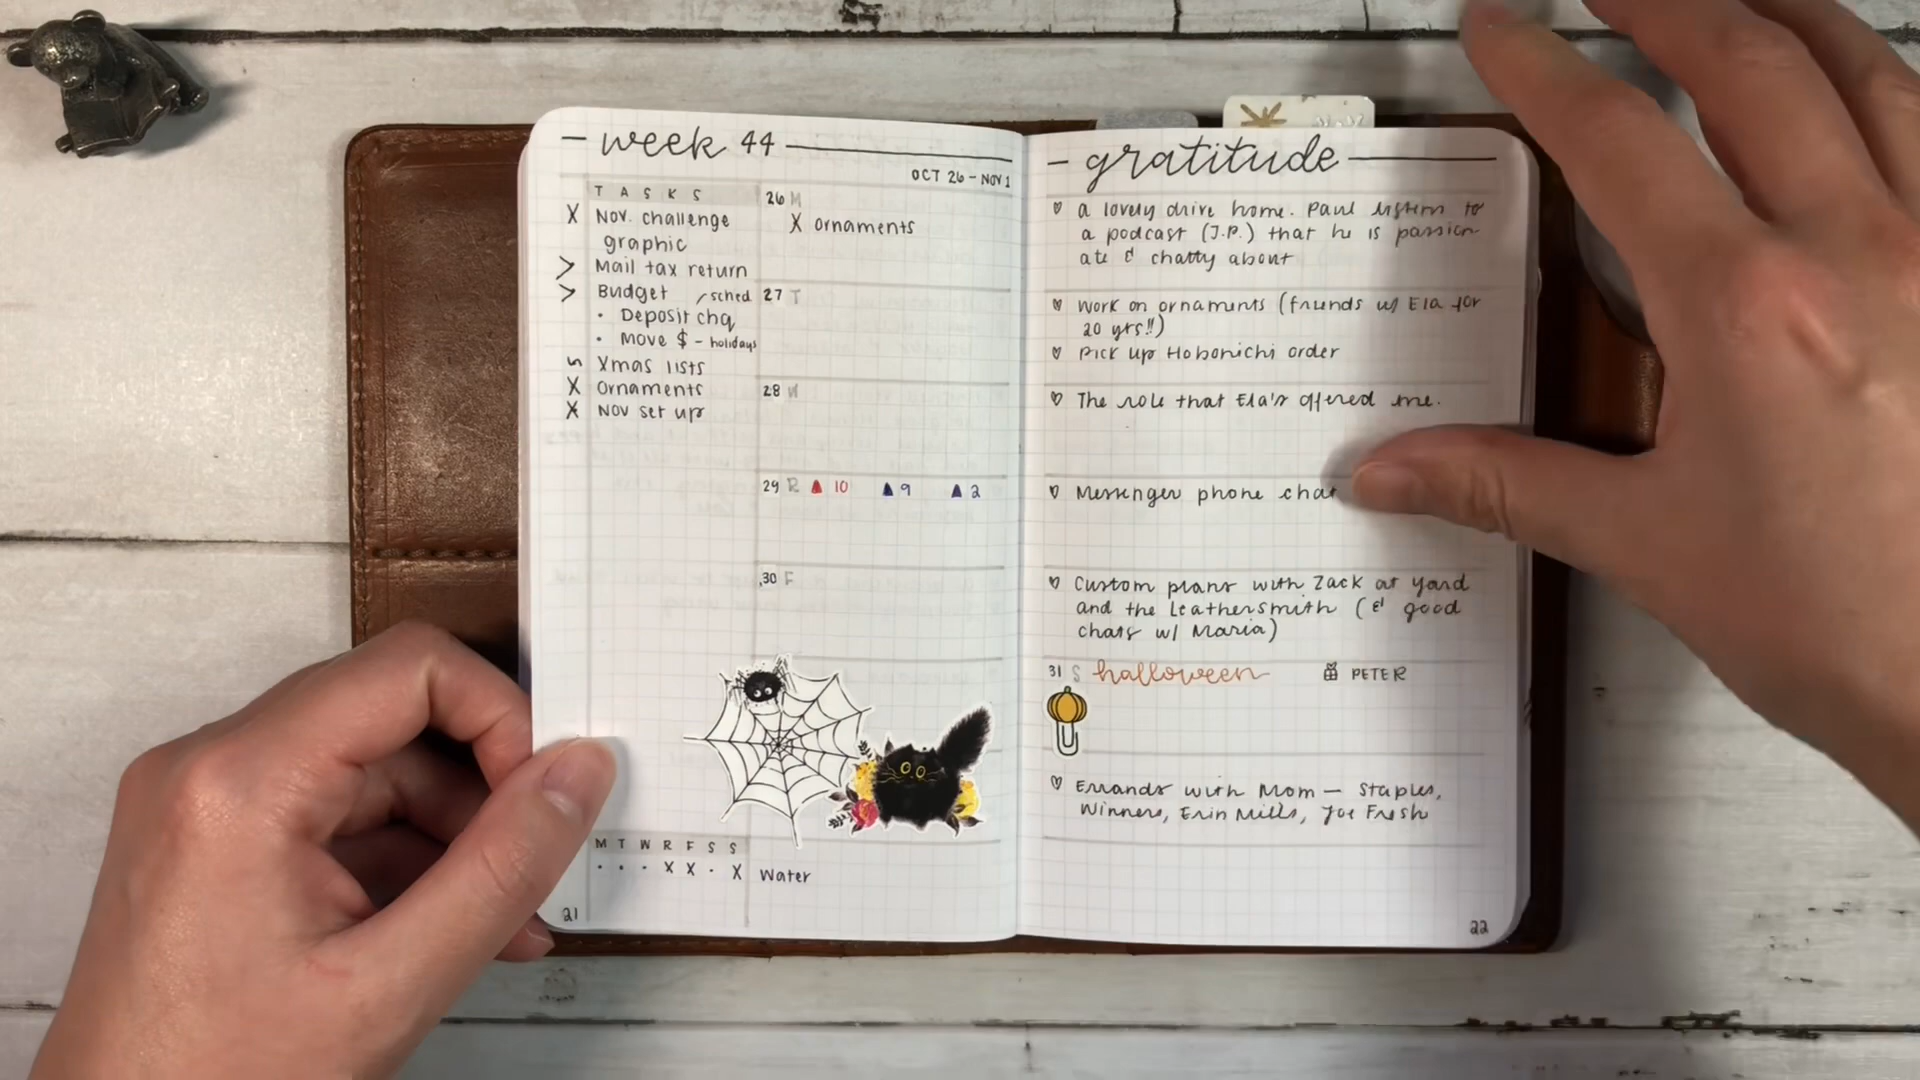 week 44
OCT 26 - NOV 1
TASKS
X Nov. challenge
graphic
> Mail tax return
> Budget / sched
• Deposit chq
• Move $ - holidays
Xmas lists
X Ornaments
X Nov set up
26 M
X ornaments
27 T
28 W
29 R 10 9 2
30 F
M T W R F S S
• • • X X • X Water
21
gratitude
a lovely drive home. Paul listens to
a podcast (J.P.) that he is passion
ate & chatty about
Work on ornaments (friends w/ Ela for
20 yrs!!)
Pick up Hobonichi order
The role that Ela's offered me.
Messenger phone chat
Custom plans with Zack at Yard
and the Leathersmith (& good
chats w/ Maria)
31 S halloween PETER
Errands with Mom — Staples,
Winners, Erin Mills, Joe Fresh
22